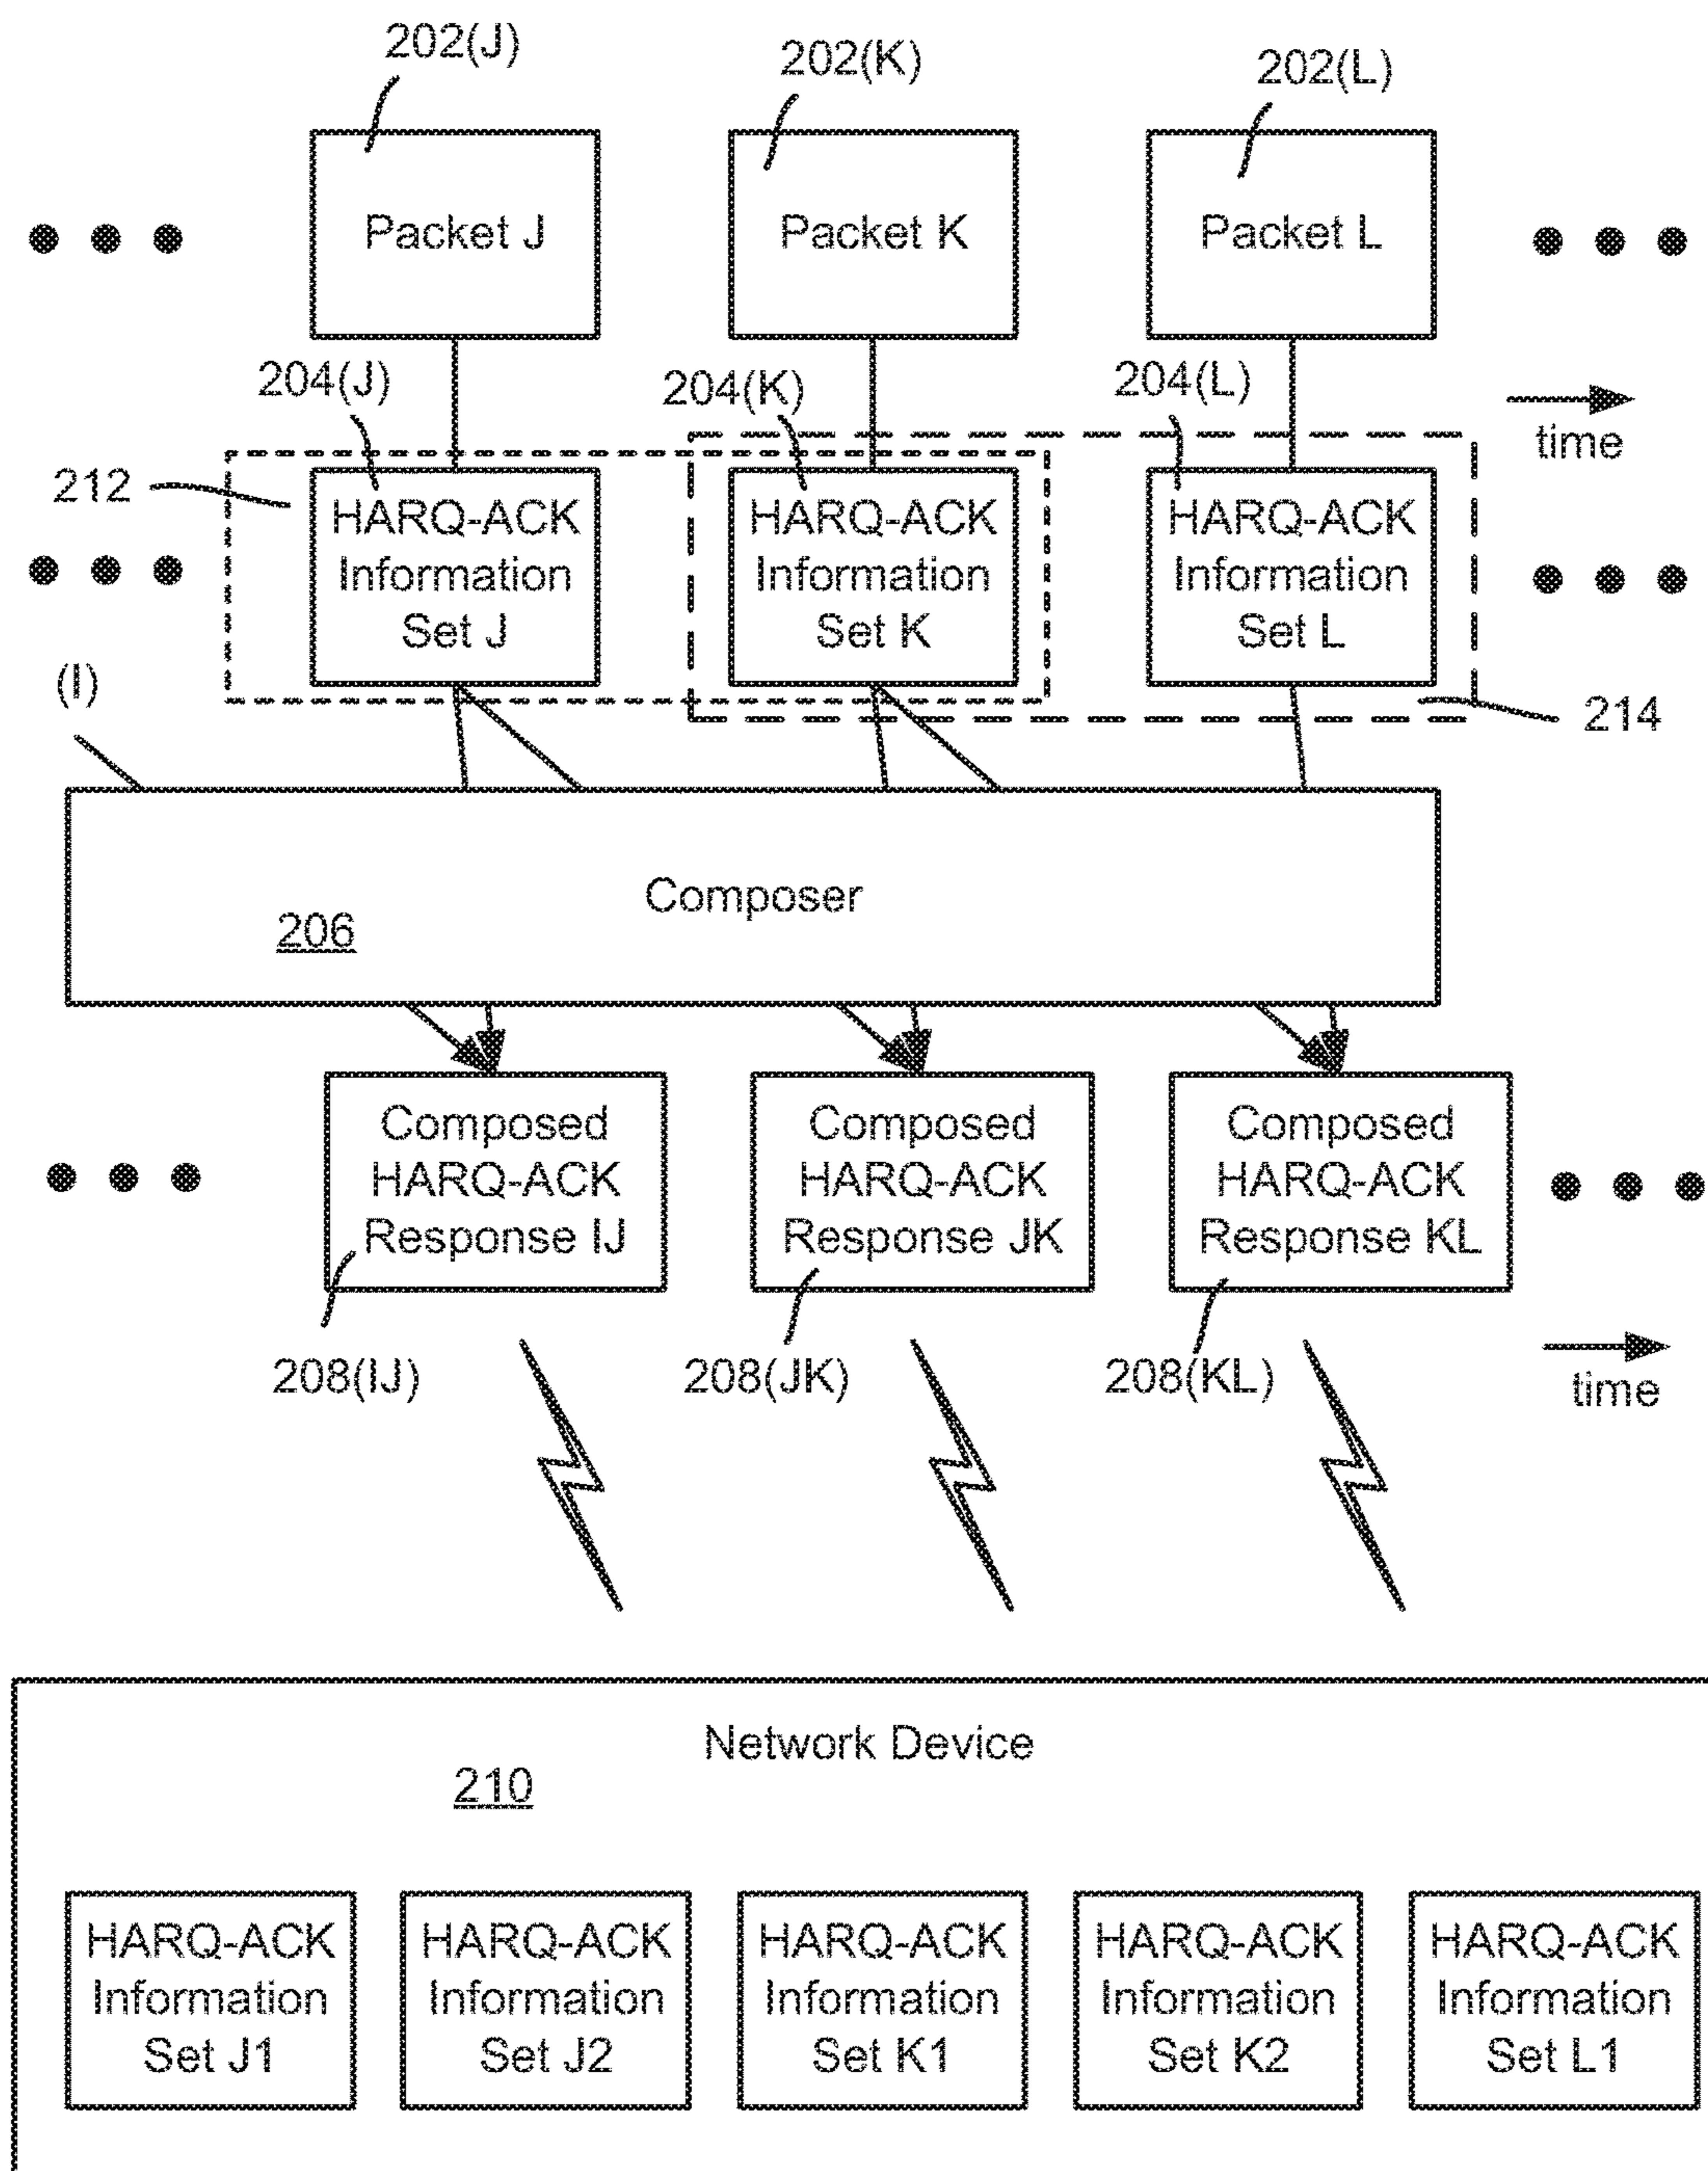 202(J)
202(K)
202(L)
Packet J
Packet K
Packet L
204(J)
204(K)
204(L)
time
212
HARQ-ACK
Information
Set J
HARQ-ACK
Information
Set K
HARQ-ACK
Information
Set L
(I)
214
Composer
206
Composed
HARQ-ACK
Response IJ
Composed
HARQ-ACK
Response JK
Composed
HARQ-ACK
Response KL
208(IJ)
208(JK)
208(KL)
time
Network Device
210
HARQ-ACK
Information
Set J1
HARQ-ACK
Information
Set J2
HARQ-ACK
Information
Set K1
HARQ-ACK
Information
Set K2
HARQ-ACK
Information
Set L1